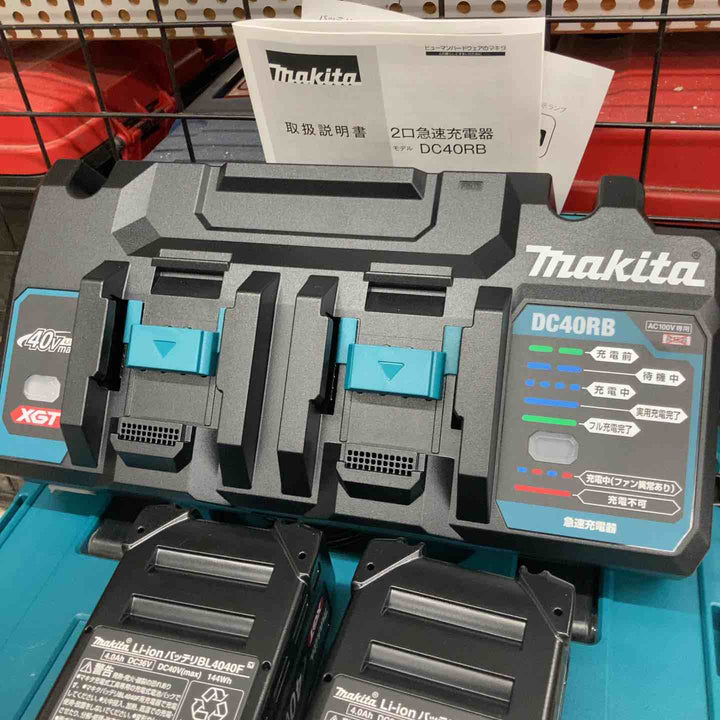 ヒューマンハードウェアのマキタ
makita
取扱説明書
2口急速充電器
モデル DC40RB
ランプ
makita
40Vmax
XGT
DC40RB
AC100V専用
充電前
待機中
充電中
実用充電完了
フル充電完了
充電中(ファン異常あり)
充電不可
急速充電器
makita Li-ion バッテリBL4040F
4.0Ah DC36V DC40V(max) 144Wh
警告
makita Li-ion バッテリ
4.0Ah